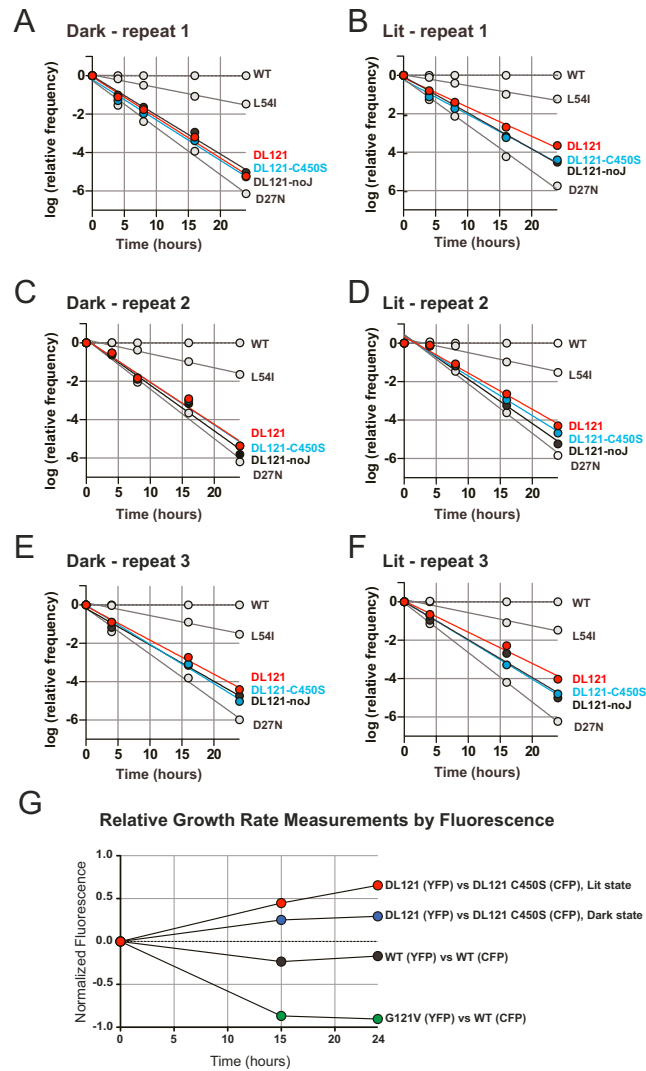 A
Dark - repeat 1
log (relative frequency)
0
-2
-4
-6
0
5
10
15
20
Time (hours)
WT
L54I
DL121
DL121-C450S
DL121-noJ
D27N
B
Lit - repeat 1
log (relative frequency)
0
2
4
6
0
5
10
15
20
Time (hours)
WT
L54I
DL121
DL121-C450S
DL121-noJ
D27N
C
Dark - repeat 2
log (relative frequency)
0
-2
-4
-6
0
5
10
15
20
Time (hours)
WT
L54I
DL121
DL121-C450S
DL121-noJ
D27N
D
Lit - repeat 2
log (relative frequency)
0
-2
-4
-6
0
5
10
15
20
Time (hours)
WT
L54I
DL121
DL121-C450S
DL121-noJ
D27N
E
Dark - repeat 3
log (relative frequency)
0
-2
-4
-6
0
5
10
15
20
Time (hours)
WT
L54I
DL121
DL121-C450S
DL121-noJ
D27N
F
Lit - repeat 3
log (relative frequency)
0
-2
-4
-6
0
5
10
15
20
Time (hours)
WT
L54I
DL121
DL121-C450S
DL121-noJ
D27N
G
Relative Growth Rate Measurements by Fluorescence
Normalized Fluorescence
1.0
0.5
0.0
-0.5
-1.0
0
15
24
Time (hours)
DL121 (YFP) vs DL121 C450S (CFP), Lit state
DL121 (YFP) vs DL121 C450S (CFP), Dark state
WT (YFP) vs WT (CFP)
G121V (YFP) vs WT (CFP)